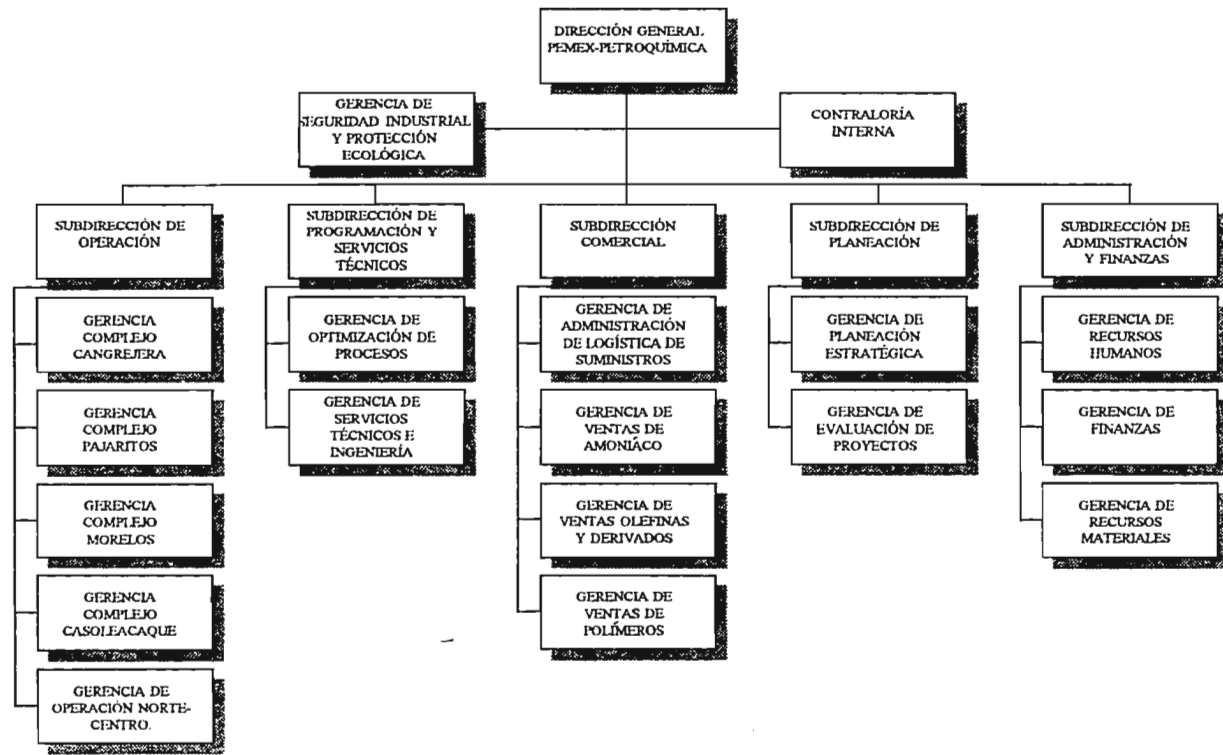 DIRECCIÓN GENERAL
PEMEX-PETROQUÍMICA
GERENCIA DE
SEGURIDAD INDUSTRIAL
Y PROTECCIÓN
ECOLÓGICA
CONTRALORÍA
INTERNA
SUBDIRECCIÓN DE
OPERACIÓN
GERENCIA
COMPLEJO
CANGREJERA
GERENCIA
COMPLEJO
PAJARITOS
GERENCIA
COMPLEJO
MORELOS
GERENCIA
COMPLEJO
CASOLEACAQUE
GERENCIA DE
OPERACIÓN NORTE-
CENTRO.
SUBDIRECCIÓN DE
PROGRAMACIÓN Y
SERVICIOS
TÉCNICOS
GERENCIA DE
OPTIMIZACIÓN DE
PROCESOS
GERENCIA DE
SERVICIOS
TÉCNICOS E
INGENIERÍA
SUBDIRECCIÓN
COMERCIAL
GERENCIA DE
ADMINISTRACIÓN
DE LOGÍSTICA DE
SUMINISTROS
GERENCIA DE
VENTAS DE
AMONIÁCO
GERENCIA DE
VENTAS OLEFINAS
Y DERIVADOS
GERENCIA DE
VENTAS DE
POLÍMEROS
SUBDIRECCIÓN
DE PLANEACIÓN
GERENCIA DE
PLANEACIÓN
ESTRATÉGICA
GERENCIA DE
EVALUACIÓN DE
PROYECTOS
SUBDIRECCIÓN DE
ADMINISTRACIÓN
Y FINANZAS
GERENCIA DE
RECURSOS
HUMANOS
GERENCIA DE
FINANZAS
GERENCIA DE
RECURSOS
MATERIALES